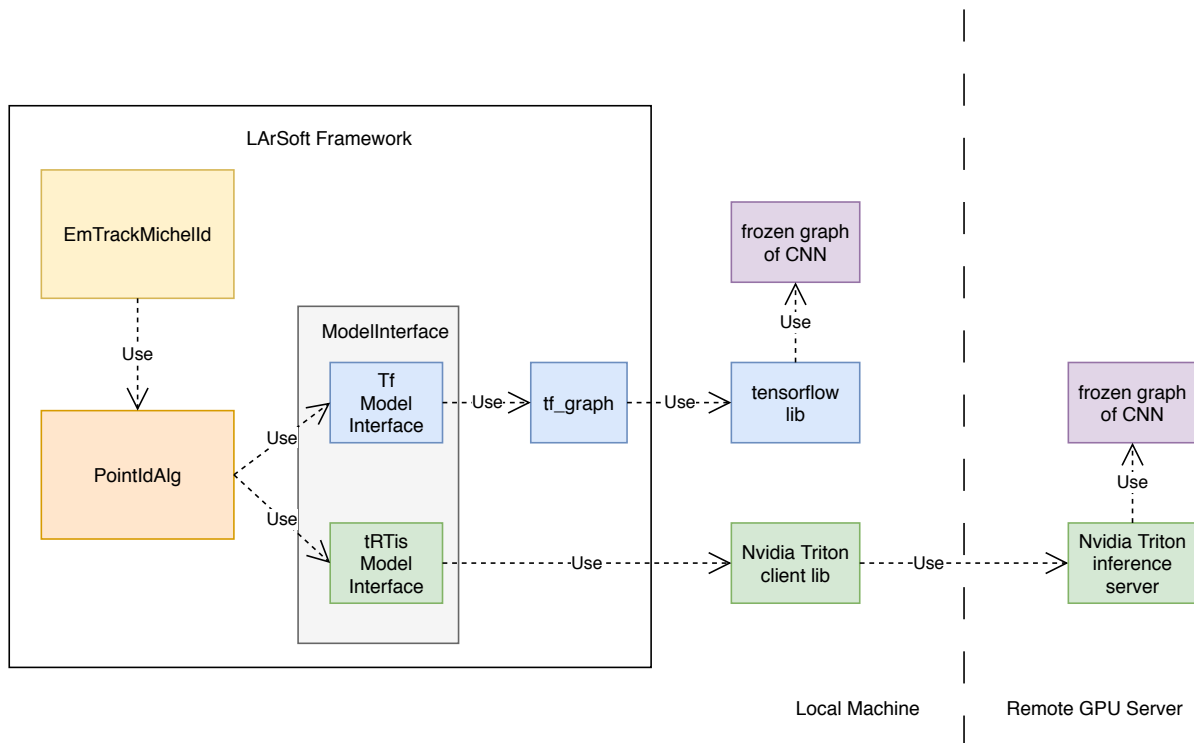 LArSoft Framework
EmTrackMichelId
Use
PointIdAlg
Use
Use
ModelInterface
Tf
Model
Interface
Use
tf_graph
Use
tensorflow
lib
Use
frozen graph
of CNN
tRTis
Model
Interface
Use
Nvidia Triton
client lib
Use
Nvidia Triton
inference
server
Use
frozen graph
of CNN
Local Machine
Remote GPU Server